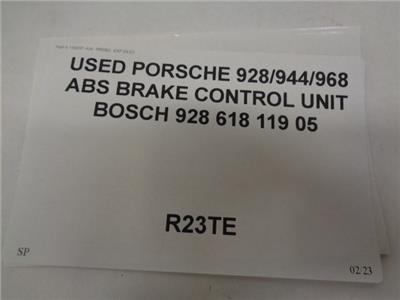 USED PORSCHE 928/944/968
ABS BRAKE CONTROL UNIT
BOSCH 928 618 119 05
R23TE
SP
02/23